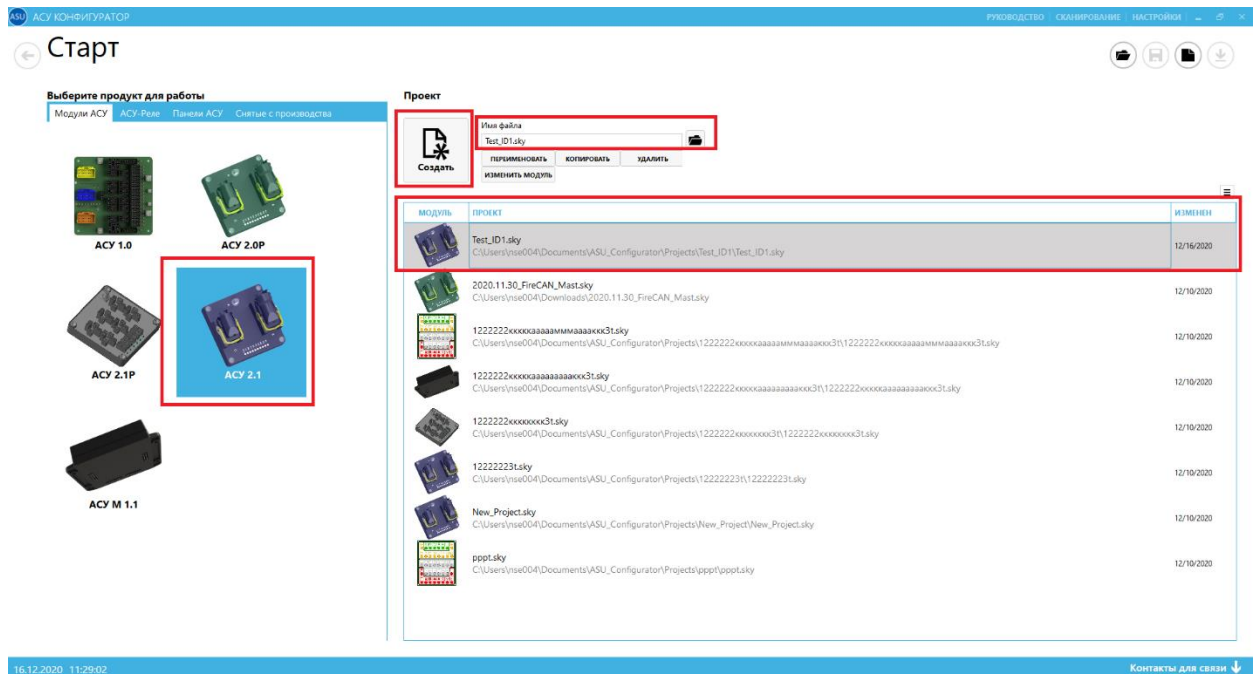 ASU АСУ КОНФИГУРАТОР
РУКОВОДСТВО СКАНИРОВАНИЕ НАСТРОЙКИ
Старт
Выберите продукт для работы
Модули АСУ АСУ-Реле Панели АСУ Снятые с производства
АСУ 1.0 АСУ 2.0Р
АСУ 2.1Р АСУ 2.1
АСУ М 1.1
Проект
Создать
Имя файла
Test_ID1.sky
ПЕРЕИМЕНОВАТЬ КОПИРОВАТЬ УДАЛИТЬ
ИЗМЕНИТЬ МОДУЛЬ
МОДУЛЬ ПРОЕКТ ИЗМЕНЕН
Test_ID1.sky
C:\Users\nse004\Documents\ASU_Configurator\Projects\Test_ID1\Test_ID1.sky
12/16/2020
2020.11.30_FireCAN_Mast.sky
C:\Users\nse004\Downloads\2020.11.30_FireCAN_Mast.sky
12/10/2020
12/10/2020
12/10/2020
12/10/2020
12222223t.sky
C:\Users\nse004\Documents\ASU_Configurator\Projects\12222223t\12222223t.sky
12/10/2020
New_Project.sky
C:\Users\nse004\Documents\ASU_Configurator\Projects\New_Project\New_Project.sky
12/10/2020
pppt.sky
C:\Users\nse004\Documents\ASU_Configurator\Projects\pppt\pppt.sky
12/10/2020
16.12.2020 11:29:02
Контакты для связи